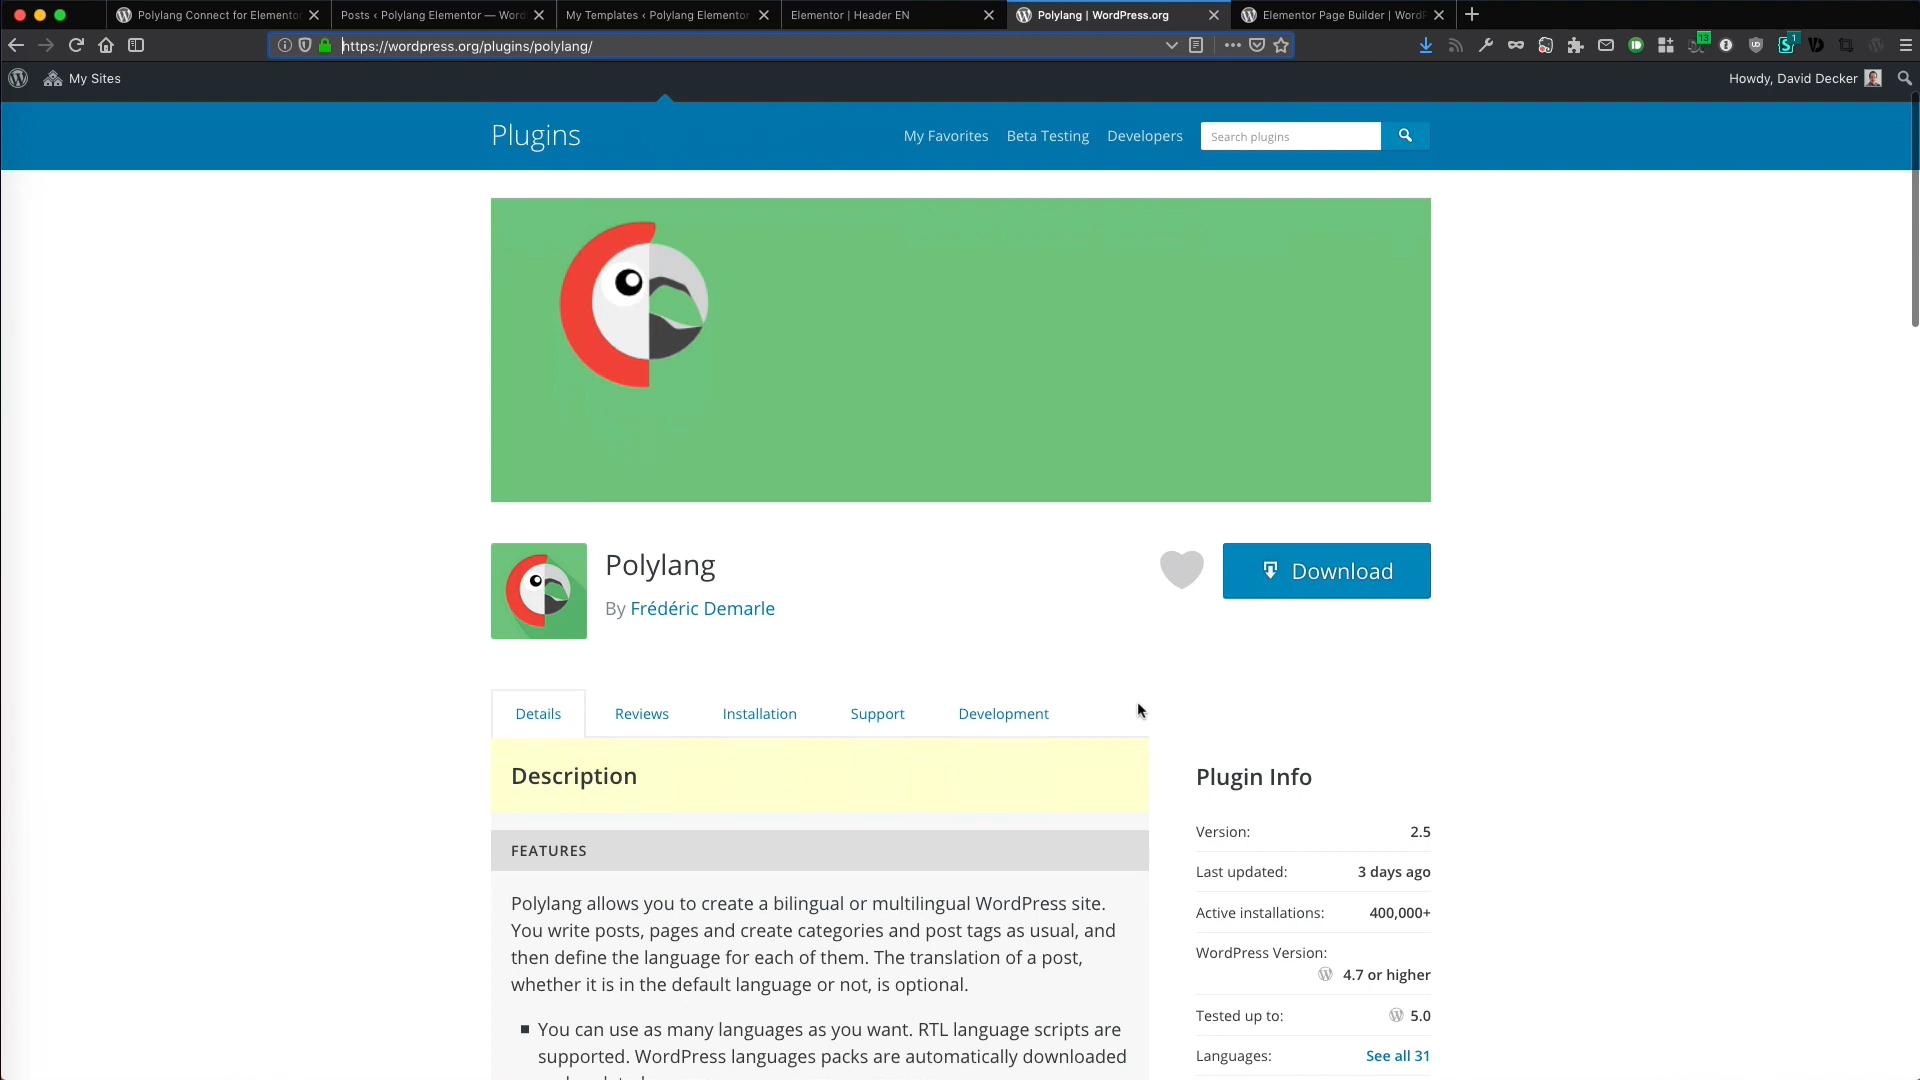 Polylang Connect for Elementor
Posts ‹ Polylang Elementor — Word
My Templates ‹ Polylang Elementor
Elementor | Header EN
Polylang | WordPress.org
Elementor Page Builder | WordP
https://wordpress.org/plugins/polylang/
13
1
My Sites
Howdy, David Decker
Plugins
My Favorites
Beta Testing
Developers
Search plugins
Polylang
By Frédéric Demarle
Download
Details
Reviews
Installation
Support
Development
Description
FEATURES
Polylang allows you to create a bilingual or multilingual WordPress site.
You write posts, pages and create categories and post tags as usual, and
then define the language for each of them. The translation of a post,
whether it is in the default language or not, is optional.
You can use as many languages as you want. RTL language scripts are
supported. WordPress languages packs are automatically downloaded
Plugin Info
Version: 2.5
Last updated: 3 days ago
Active installations: 400,000+
WordPress Version:
4.7 or higher
Tested up to: 5.0
Languages: See all 31